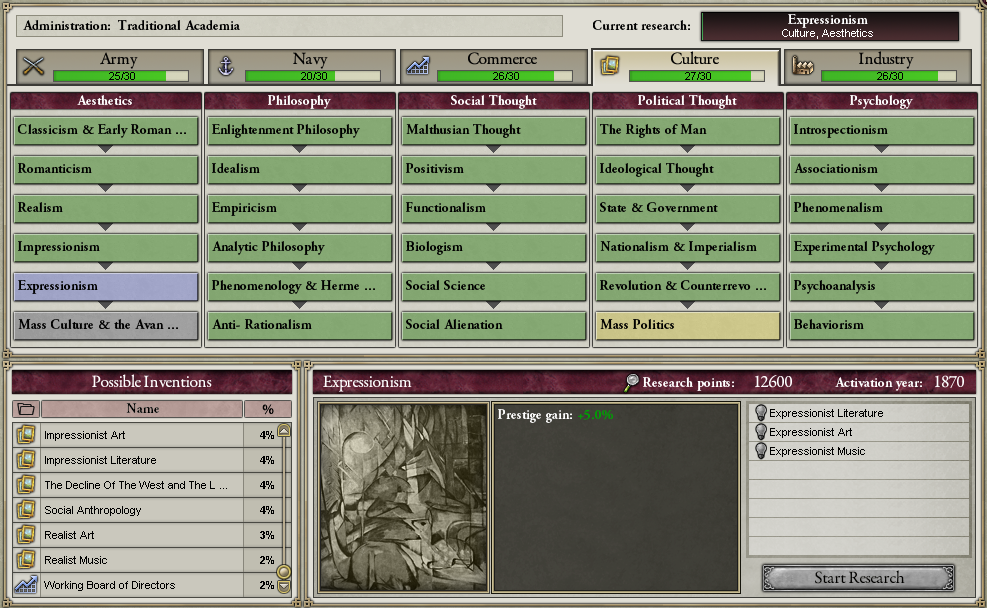 Administration: Traditional Academia
Current research:
Expressionism
Culture, Aesthetics
Army
25/30
Navy
20/30
Commerce
26/30
Culture
27/30
Industry
26/30
Aesthetics
Philosophy
Social Thought
Political Thought
Psychology
Classicism & Early Roman ...
Enlightenment Philosophy
Malthusian Thought
The Rights of Man
Introspectionism
Romanticism
Idealism
Positivism
Ideological Thought
Associationism
Realism
Empiricism
Functionalism
State & Government
Phenomenalism
Impressionism
Analytic Philosophy
Biologism
Nationalism & Imperialism
Experimental Psychology
Expressionism
Phenomenology & Herme ...
Social Science
Revolution & Counterrevo ...
Psychoanalysis
Mass Culture & the Avan ...
Anti- Rationalism
Social Alienation
Mass Politics
Behaviorism
Possible Inventions
Name
%
Impressionist Art
4%
Impressionist Literature
4%
The Decline Of The West and The L ...
4%
Social Anthropology
4%
Realist Art
3%
Realist Music
2%
Working Board of Directors
2%
Expressionism
Research points: 12600
Activation year: 1870
Prestige gain: +5.0%
Expressionist Literature
Expressionist Art
Expressionist Music
Start Research